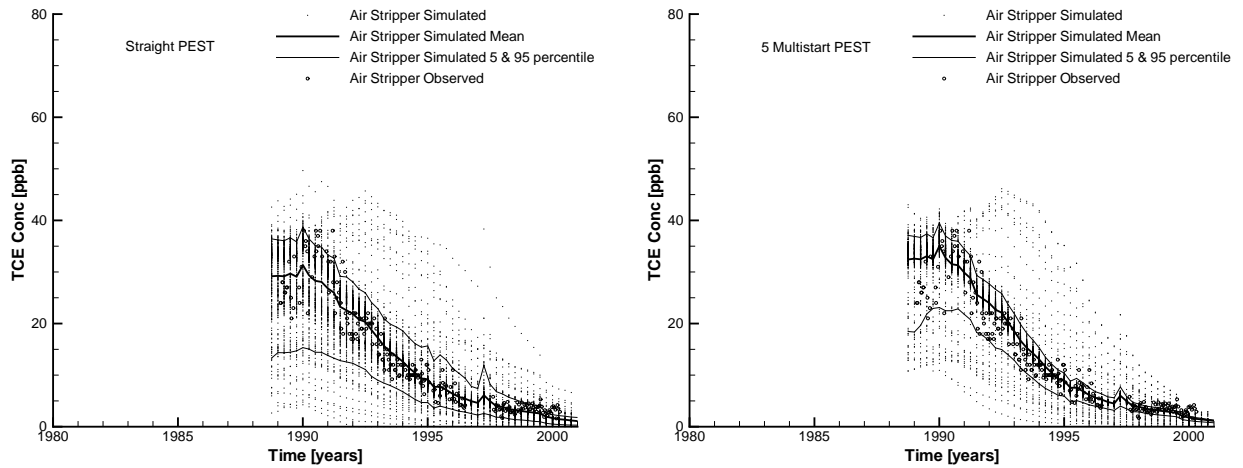 80
60
40
20
0
TCE Conc [ppb]
Straight PEST
Air Stripper Simulated
Air Stripper Simulated Mean
Air Stripper Simulated 5 & 95 percentile
Air Stripper Observed
1980
1985
1990
1995
2000
Time [years]
80
60
40
20
0
TCE Conc [ppb]
5 Multistart PEST
Air Stripper Simulated
Air Stripper Simulated Mean
Air Stripper Simulated 5 & 95 percentile
Air Stripper Observed
1980
1985
1990
1995
2000
Time [years]